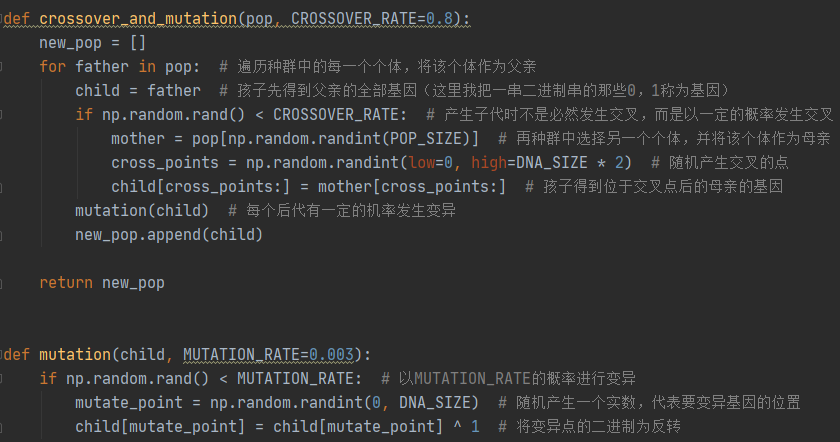 def crossover_and_mutation(pop, CROSSOVER_RATE=0.8):
    new_pop = []
    for father in pop:  # 遍历种群中的每一个个体，将该个体作为父亲
        child = father  # 孩子先得到父亲的全部基因（这里我把一串二进制串的那些0，1称为基因）
        if np.random.rand() < CROSSOVER_RATE:  # 产生子代时不是必然发生交叉，而是以一定的概率发生交叉
            mother = pop[np.random.randint(POP_SIZE)]  # 再种群中选择另一个个体，并将该个体作为母亲
            cross_points = np.random.randint(low=0, high=DNA_SIZE * 2)  # 随机产生交叉的点
            child[cross_points:] = mother[cross_points:]  # 孩子得到位于交叉点后的母亲的基因
        mutation(child)  # 每个后代有一定的机率发生变异
        new_pop.append(child)

    return new_pop


def mutation(child, MUTATION_RATE=0.003):
    if np.random.rand() < MUTATION_RATE:  # 以MUTATION_RATE的概率进行变异
        mutate_point = np.random.randint(0, DNA_SIZE)  # 随机产生一个实数，代表要变异基因的位置
        child[mutate_point] = child[mutate_point] ^ 1  # 将变异点的二进制为反转